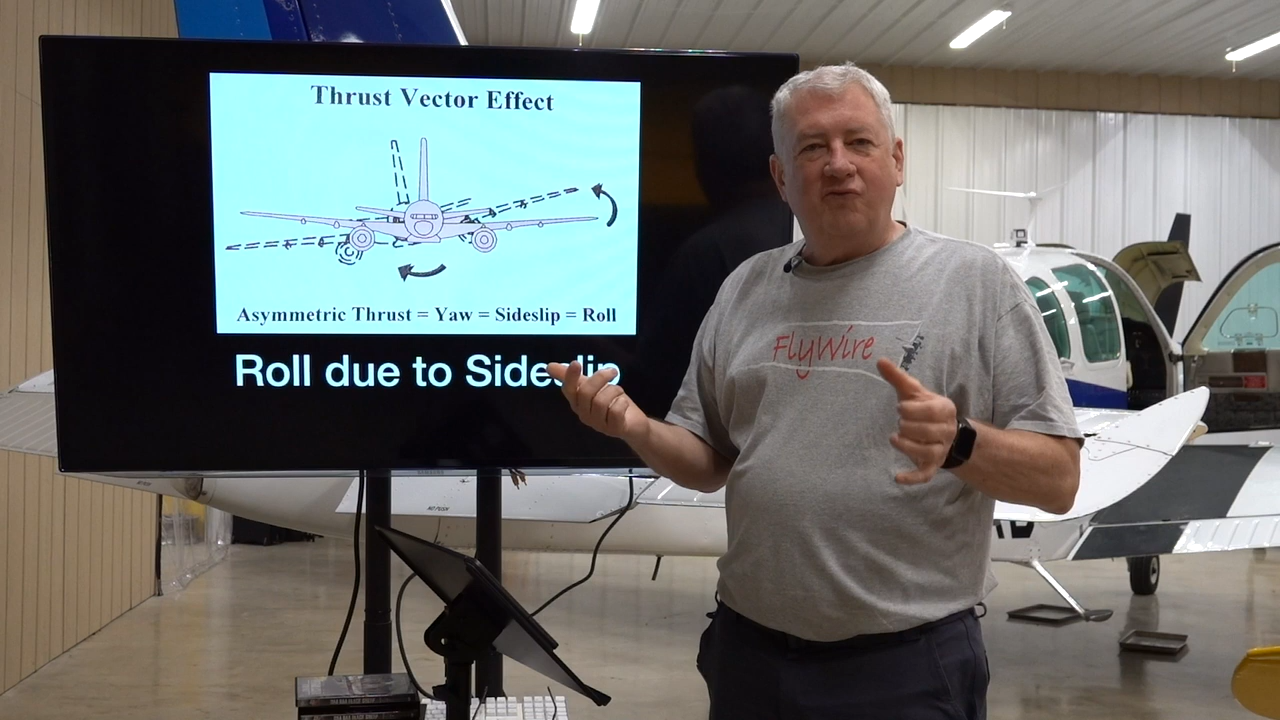 Thrust Vector Effect
Asymmetric Thrust = Yaw = Sideslip = Roll
Roll due to Sideslip
FlyWire